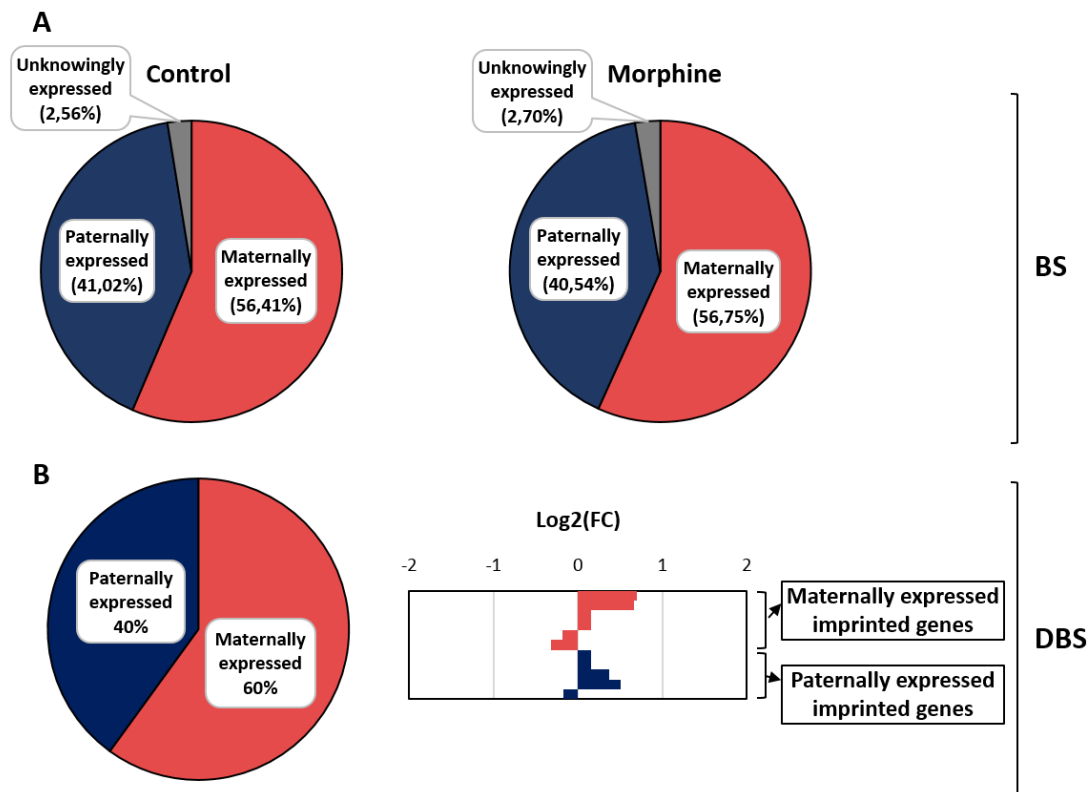 A
Control
Unknowingly
expressed
(2,56%)
Paternally
expressed
(41,02%)
Maternally
expressed
(56,41%)
Morphine
Unknowingly
expressed
(2,70%)
Paternally
expressed
(40,54%)
Maternally
expressed
(56,75%)
BS
B
Paternally
expressed
40%
Maternally
expressed
60%
Log2(FC)
-2 -1 0 1 2
Maternally expressed
imprinted genes
Paternally expressed
imprinted genes
DBS